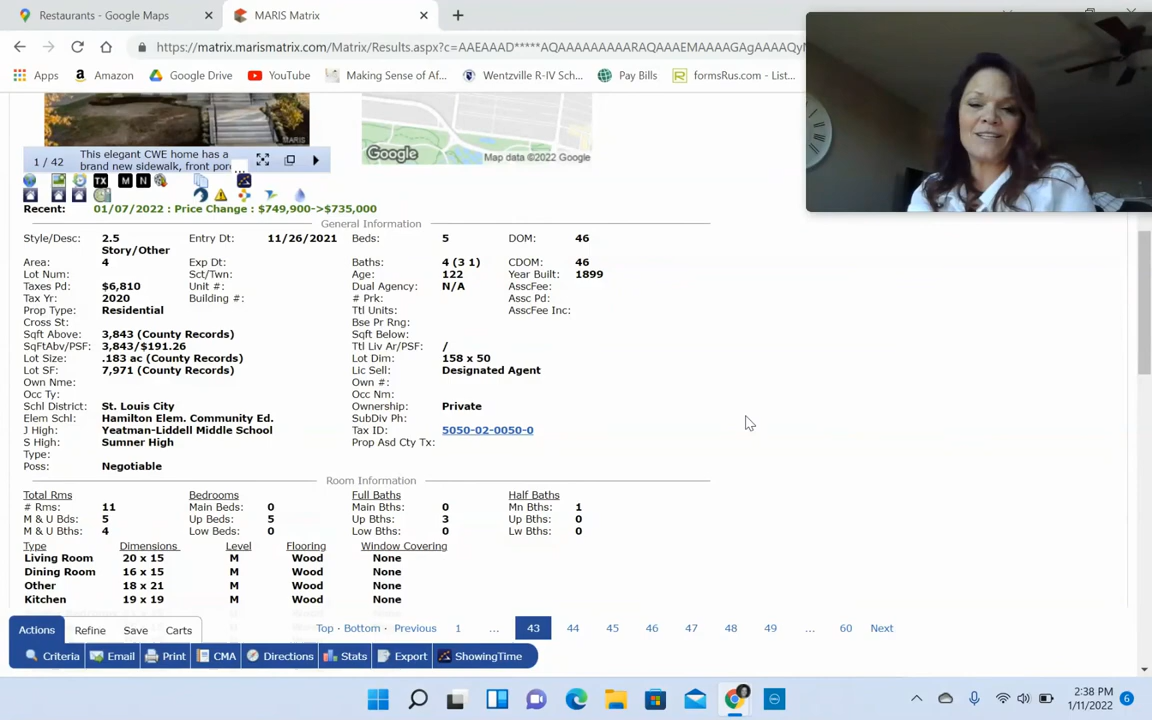 Restaurants - Google Maps
MARIS Matrix
https://matrix.marismatrix.com/Matrix/Results.aspx?c=AAEAAAD*****AQAAAAAAAAARAQAAAEMAAAAGAgAAAAQyM
Apps Amazon Google Drive YouTube Making Sense of Af... Wentzville R-IV Sch... Pay Bills formsRus.com - List...
MARIS
Google
Map data ©2022 Google
1 / 42
This elegant CWE home has a
brand new sidewalk, front porc
...
TX M N
Recent: 01/07/2022 : Price Change : $749,900->$735,000
General Information
Style/Desc: 2.5 Story/Other Entry Dt: 11/26/2021 Beds: 5 DOM: 46
Area: 4 Exp Dt: Baths: 4 (3 1) CDOM: 46
Lot Num: Sct/Twn: Age: 122 Year Built: 1899
Taxes Pd: $6,810 Unit #: Dual Agency: N/A AsscFee:
Tax Yr: 2020 Building #: # Prk: Assc Pd:
Prop Type: Residential Ttl Units: AsscFee Inc:
Cross St: Bse Pr Rng:
Sqft Above: 3,843 (County Records) Sqft Below:
SqFtAbv/PSF: 3,843/$191.26 Ttl Liv Ar/PSF: /
Lot Size: .183 ac (County Records) Lot Dim: 158 x 50
Lot SF: 7,971 (County Records) Lic Sell: Designated Agent
Own Nme: Own #:
Occ Ty: Occ Nm:
Schl District: St. Louis City Ownership: Private
Elem Schl: Hamilton Elem. Community Ed. SubDiv Ph:
J High: Yeatman-Liddell Middle School Tax ID: 5050-02-0050-0
S High: Sumner High Prop Asd Cty Tx:
Type:
Poss: Negotiable
Room Information
Total Rms Bedrooms Full Baths Half Baths
# Rms: 11 Main Beds: 0 Main Bths: 0 Mn Bths: 1
M & U Bds: 5 Up Beds: 5 Up Bths: 3 Up Bths: 0
M & U Bths: 4 Low Beds: 0 Low Bths: 0 Lw Bths: 0
Type Dimensions Level Flooring Window Covering
Living Room 20 x 15 M Wood None
Dining Room 16 x 15 M Wood None
Other 18 x 21 M Wood None
Kitchen 19 x 19 M Wood None
Actions Refine Save Carts
Top · Bottom · Previous 1 ... 43 44 45 46 47 48 49 ... 60 Next
Criteria Email Print CMA Directions Stats Export ShowingTime
2:38 PM
1/11/2022
6